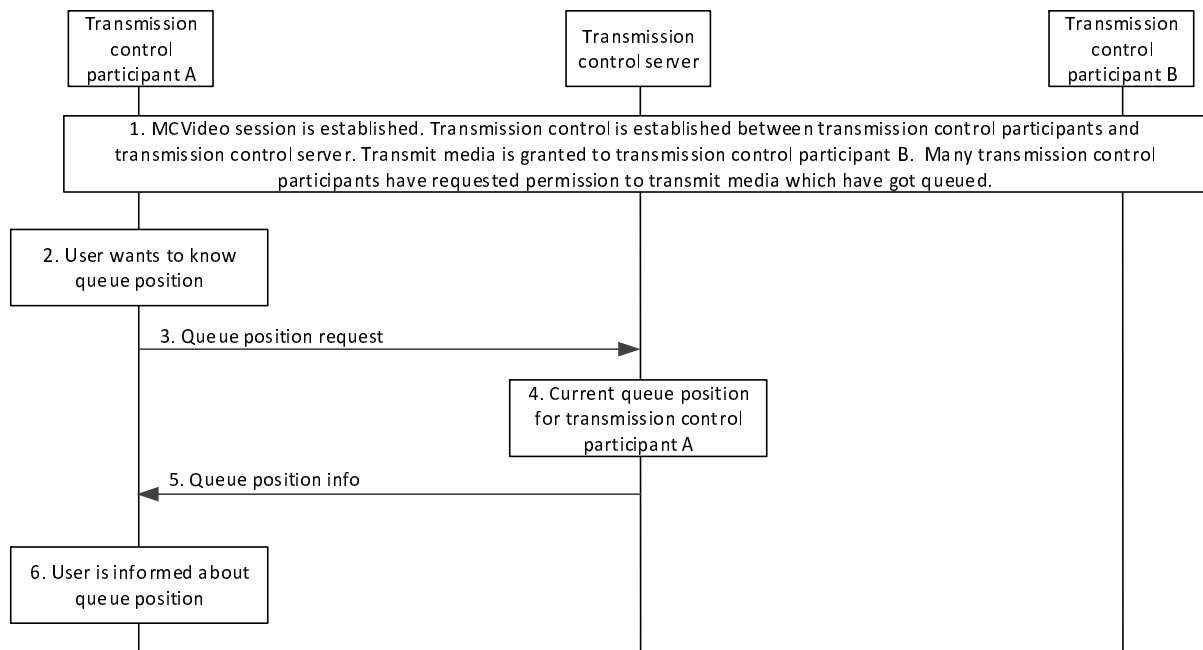 Transmission
control
participant A
Transmission
control server
Transmission
control
participant B
1. MCVideo session is established. Transmission control is established between transmission control participants and
transmission control server. Transmit media is granted to transmission control participant B. Many transmission control
participants have requested permission to transmit media which have got queued.
2. User wants to know
queue position
3. Queue position request
4. Current queue position
for transmission control
participant A
5. Queue position info
6. User is informed about
queue position